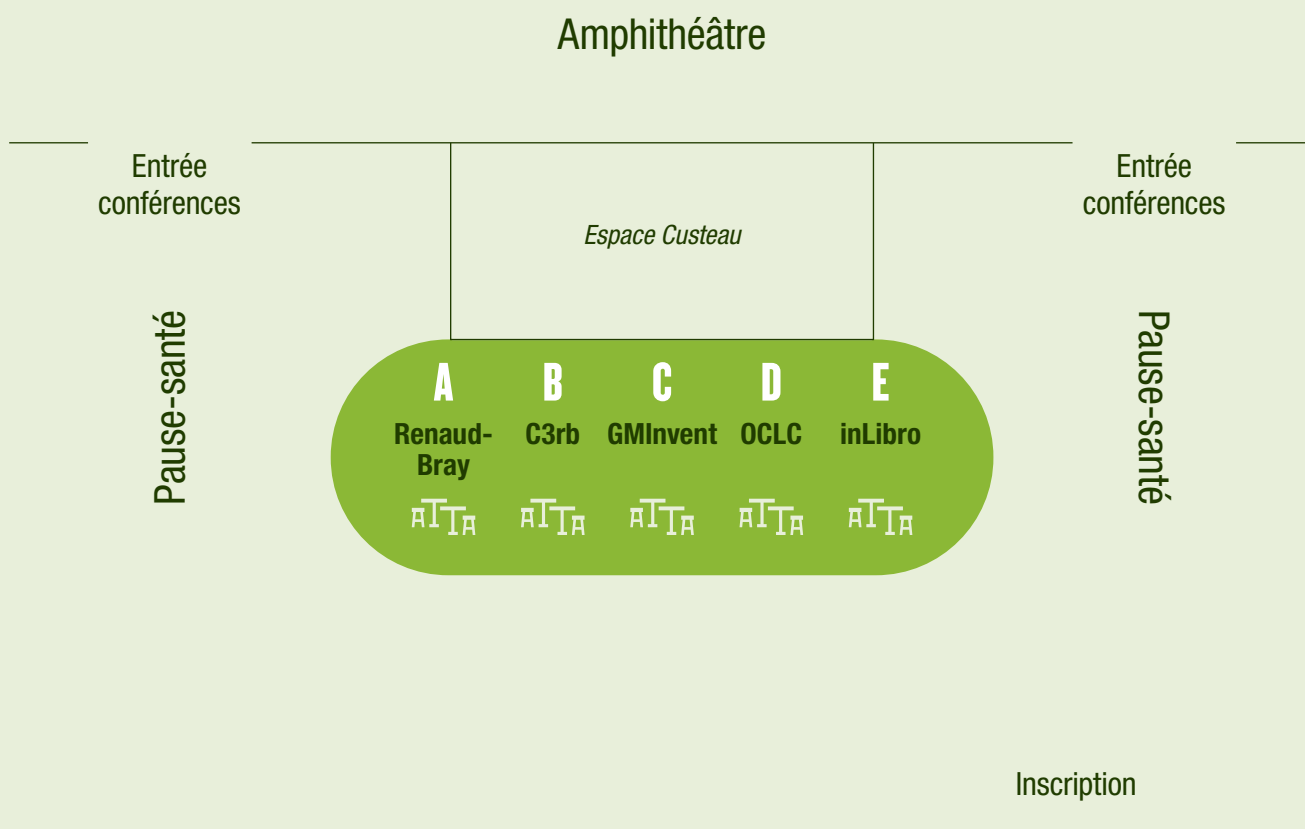 Amphithéâtre
Entrée
conférences
Entrée
conférences
Espace Custeau
Pause-santé
Pause-santé
A B C D E
Renaud-
Bray
C3rb
GMInvent
OCLC
inLibro
Inscription